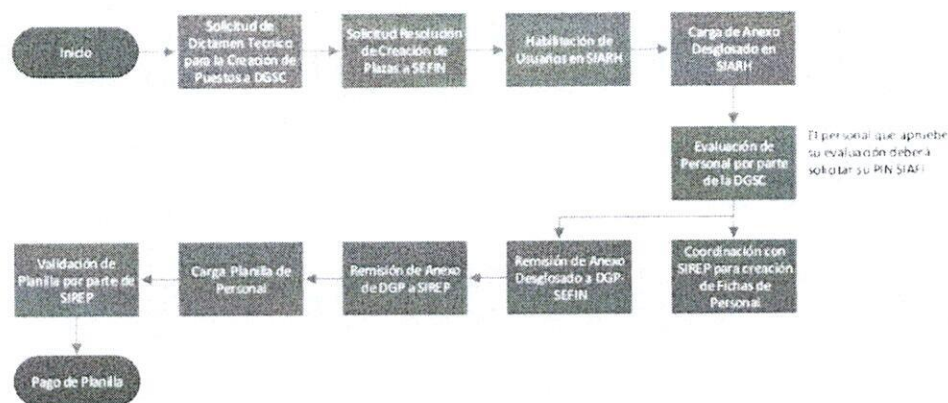 Inicio
Solicitud de
Dictamen Tecnico
para la Creación de
Puestos a DGSC
Solicitud Resolución
de Creación de
Plazas a SEFIN
Habilitación de
Usuarios en SIARH
Carga de Anexo
Desglosado en
SIARH
El personal que apruebe
su evaluación deberá
solicitar su PIN SIAFI
Evaluación de
Personal por parte
de la DGSC
Validación de
Planilla por parte de
SIREP
Carga Planilla de
Personal
Remisión de Anexo
de DGP a SIREP
Remisión de Anexo
Desglosado a DGP-
SEFIN
Coordinación con
SIREP para creación
de Fichas de
Personal
Pago de Planilla